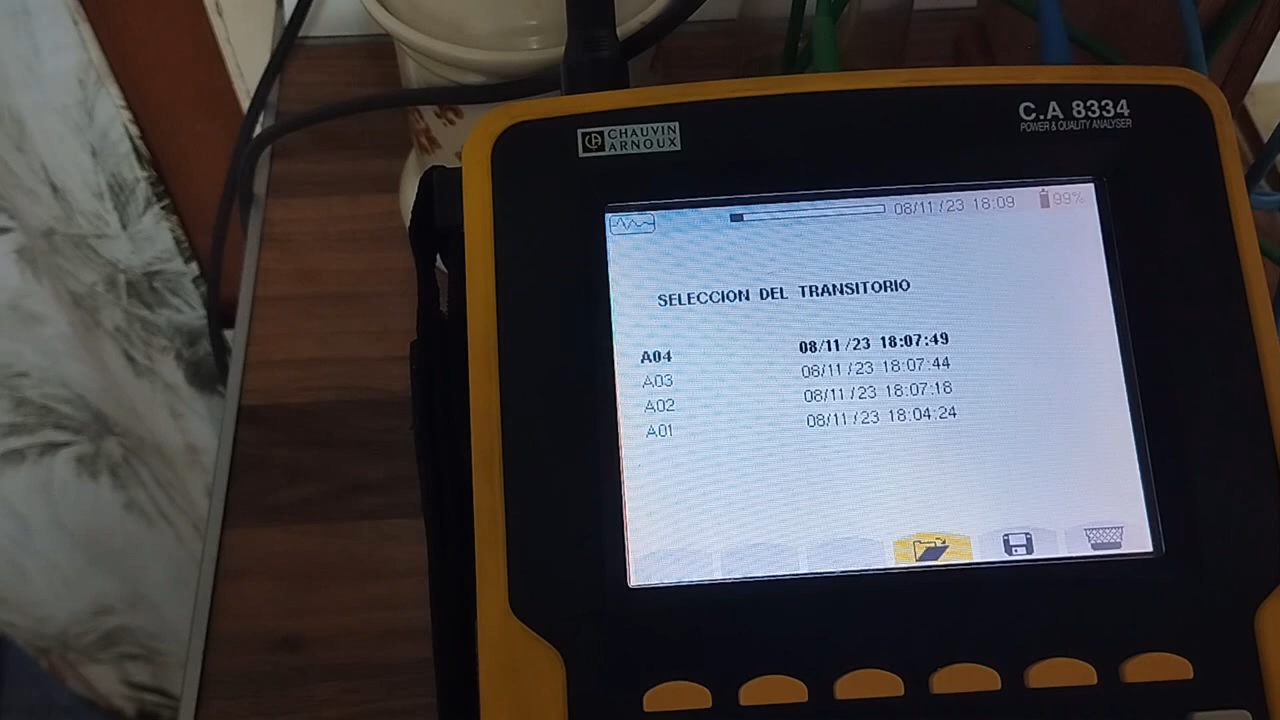 CHAUVIN
ARNOUX
C.A 8334
POWER & QUALITY ANALYSER
08/11/23 18:09 99%
SELECCION DEL TRANSITORIO
A04 08/11/23 18:07:49
A03 08/11/23 18:07:44
A02 08/11/23 18:07:18
A01 08/11/23 18:04:24